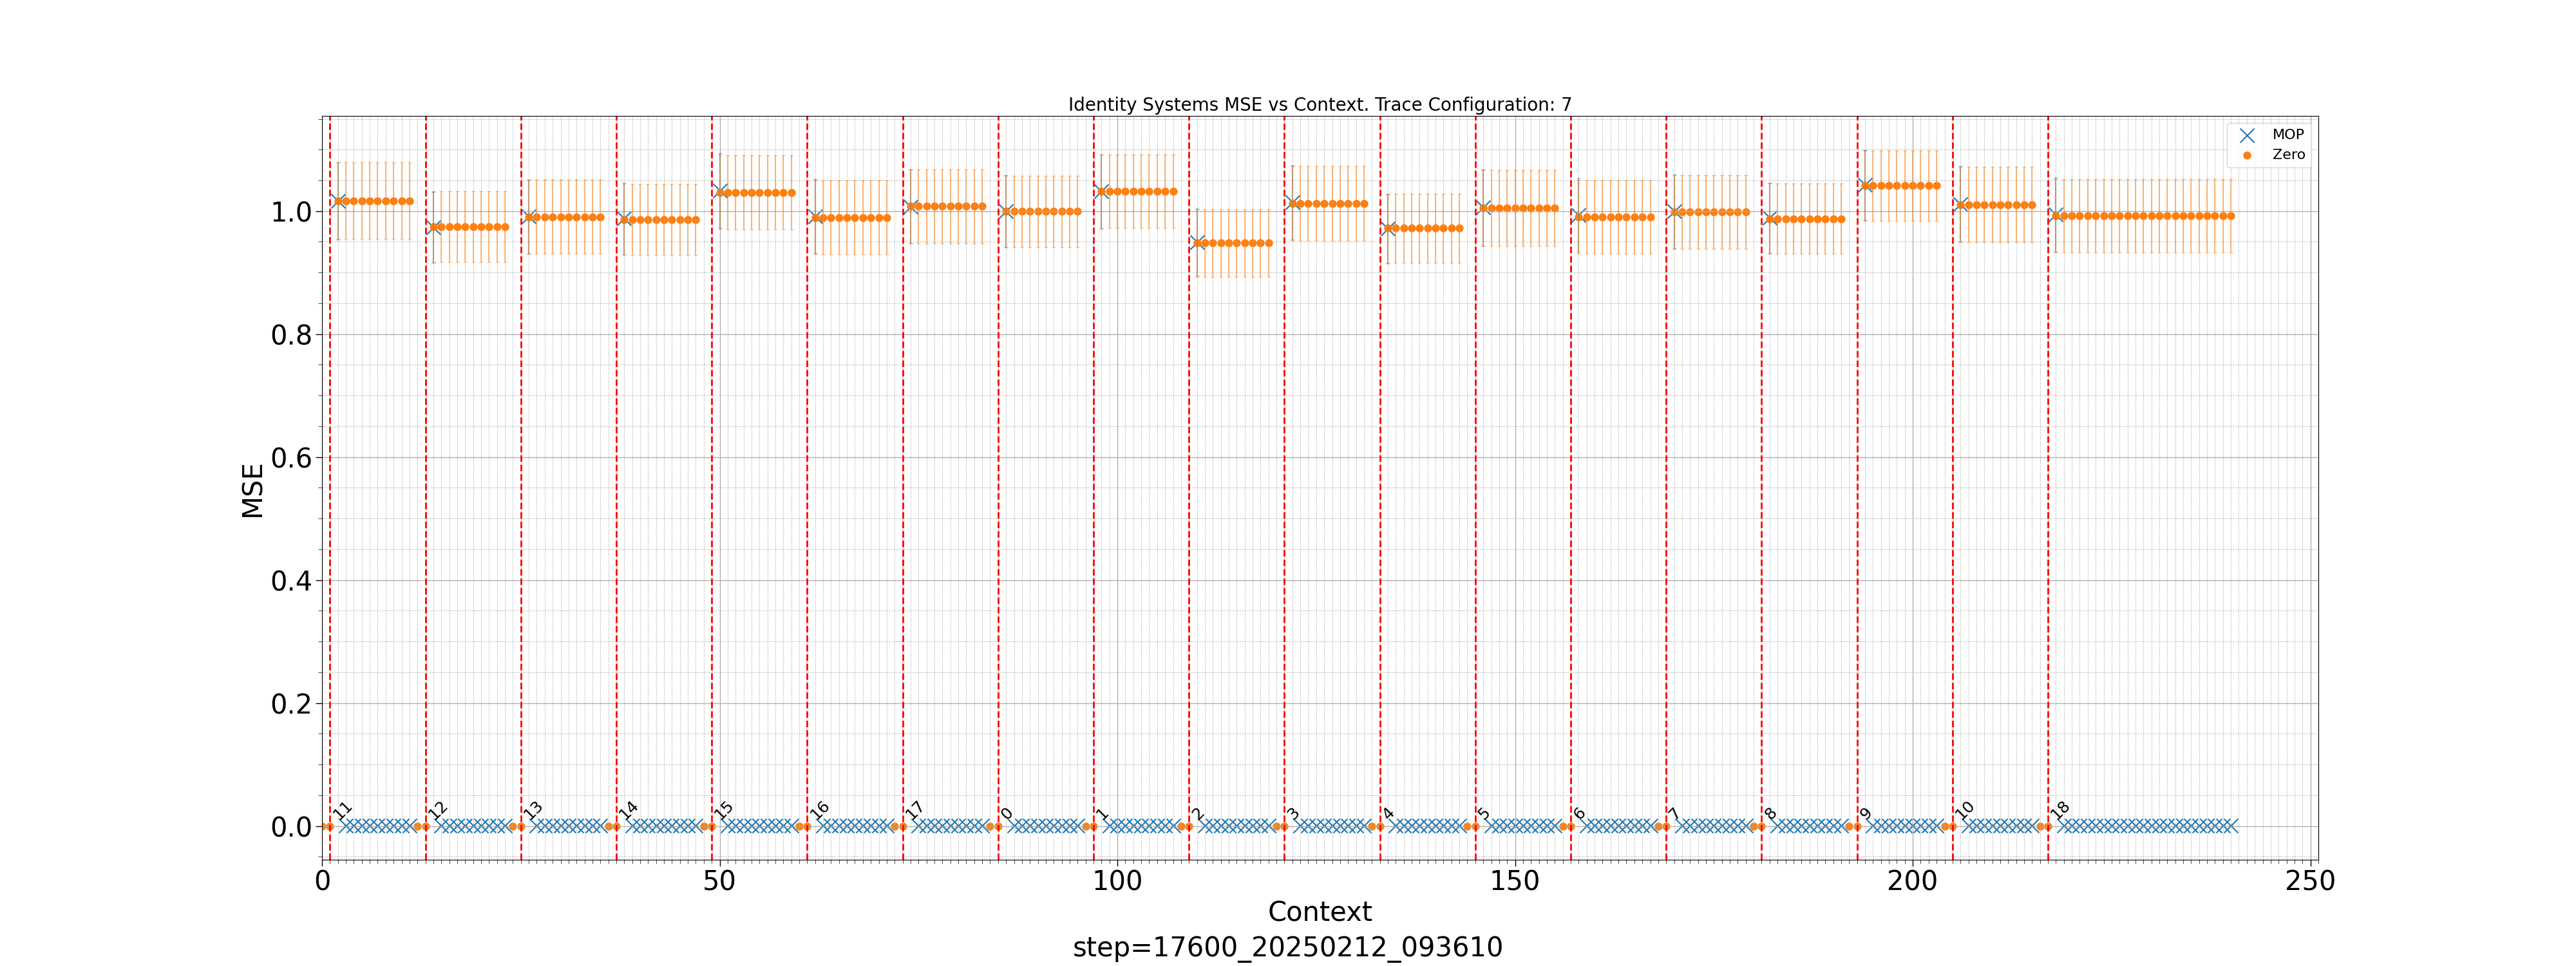 Identity Systems MSE vs Context. Trace Configuration: 7
MOP
Zero
MSE
1.0
0.8
0.6
0.4
0.2
0.0
11 12 13 14 15 16 17 0 1 2 3 4 5 6 7 8 9 10 18
0 50 100 150 200 250
Context
step=17600_20250212_093610